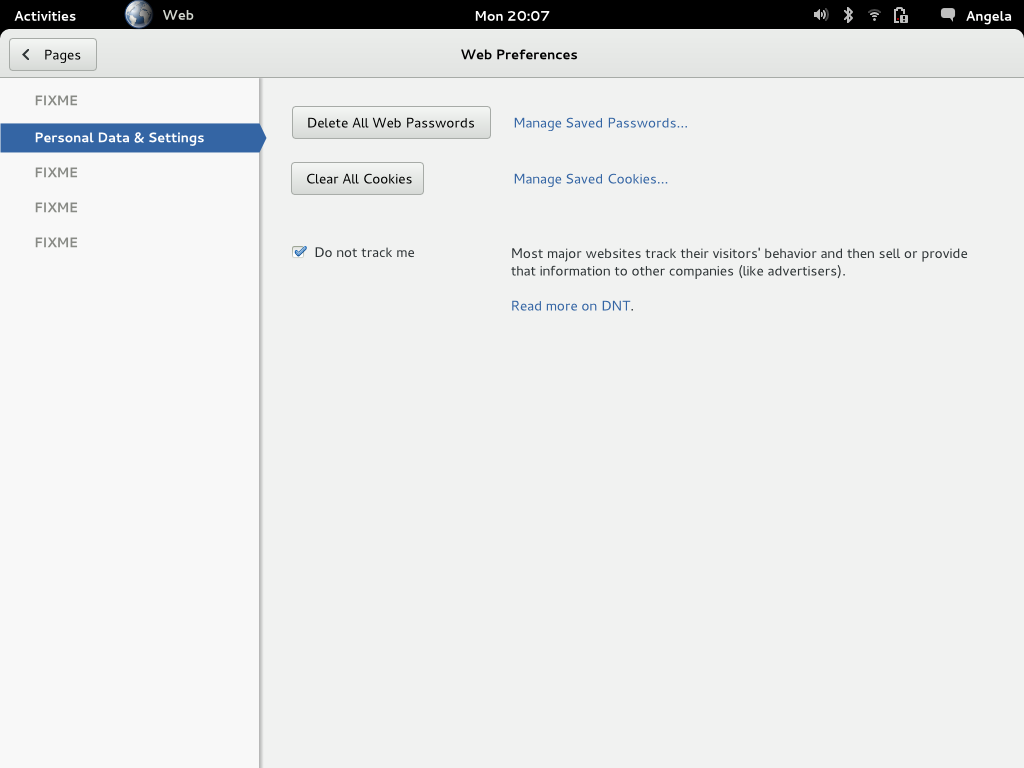 Activities
Web
Mon 20:07
Angela
Pages
Web Preferences
FIXME
Personal Data & Settings
FIXME
FIXME
FIXME
Delete All Web Passwords
Manage Saved Passwords...
Clear All Cookies
Manage Saved Cookies...
Do not track me
Most major websites track their visitors' behavior and then sell or provide
that information to other companies (like advertisers).
Read more on DNT.